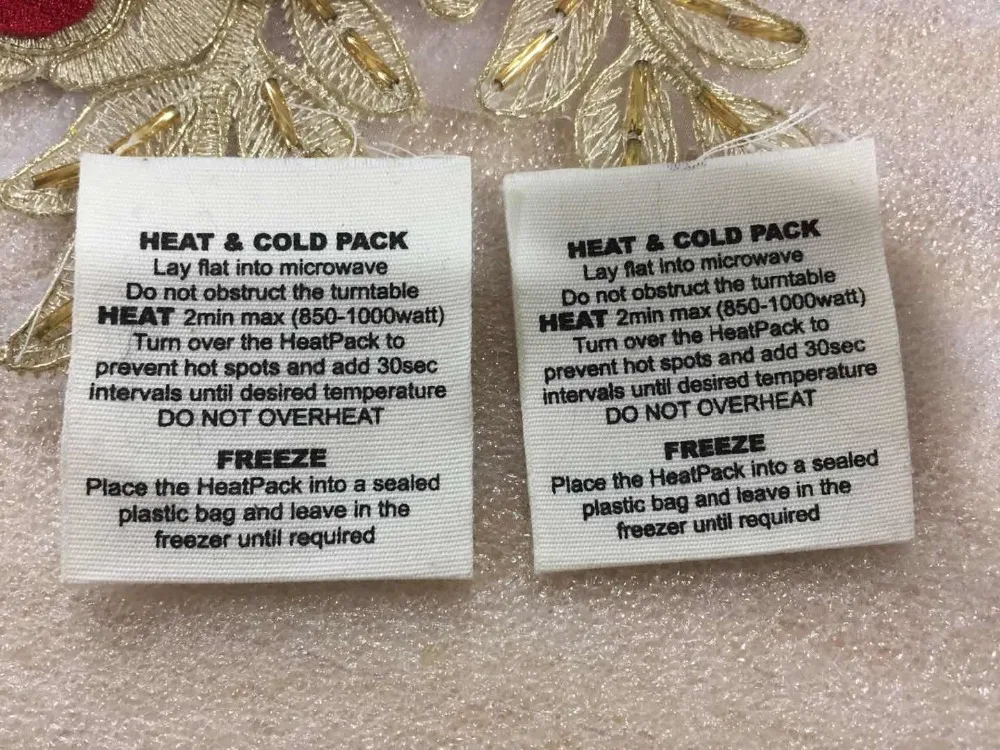 HEAT & COLD PACK
Lay flat into microwave
Do not obstruct the turntable
HEAT 2min max (850-1000watt)
Turn over the HeatPack to
prevent hot spots and add 30sec
intervals until desired temperature
DO NOT OVERHEAT
FREEZE
Place the HeatPack into a sealed
plastic bag and leave in the
freezer until required
HEAT & COLD PACK
Lay flat into microwave
Do not obstruct the turntable
HEAT 2min max (850-1000watt)
Turn over the HeatPack to
prevent hot spots and add 30sec
intervals until desired temperature
DO NOT OVERHEAT
FREEZE
Place the HeatPack into a sealed
plastic bag and leave in the
freezer until required